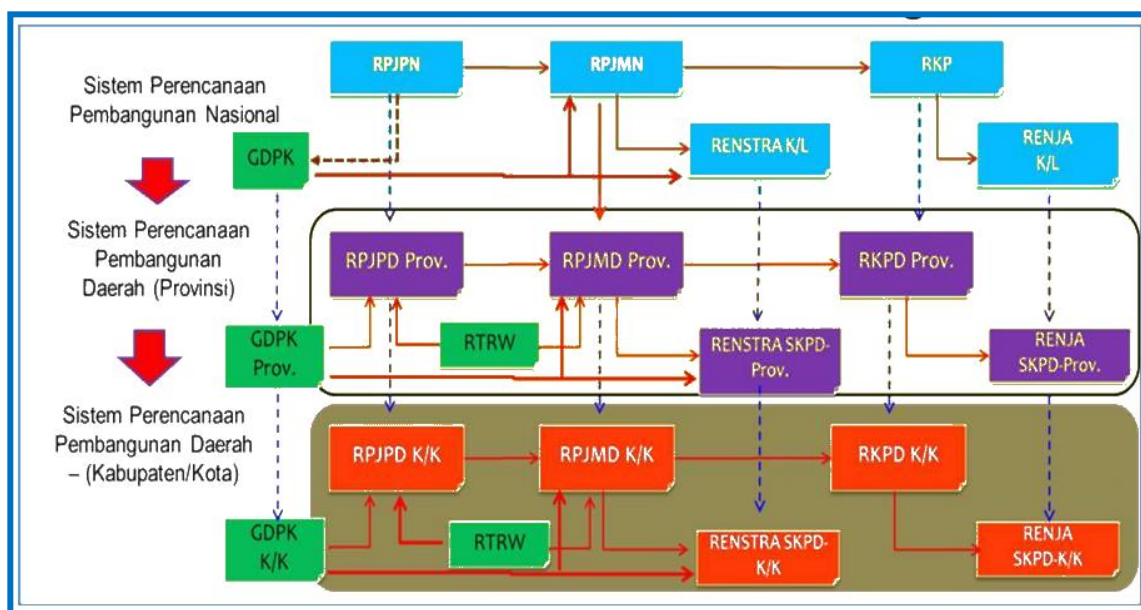 RPJPN
RPJMN
RKP
Sistem Perencanaan
Pembangunan Nasional
GDPK
RENSTRA K/L
RENJA
K/L
Sistem Perencanaan
Pembangunan
Daerah (Provinsi)
RPJPD Prov.
RPJMD Prov.
RKPD Prov.
GDPK
Prov.
RTRW
RENSTRA SKPD-
Prov.
RENJA
SKPD-Prov.
Sistem Perencanaan
Pembangunan Daerah
– (Kabupaten/Kota)
RPJPD K/K
RPJMD K/K
RKPD K/K
GDPK
K/K
RTRW
RENSTRA SKPD-
K/K
RENJA
SKPD-K/K